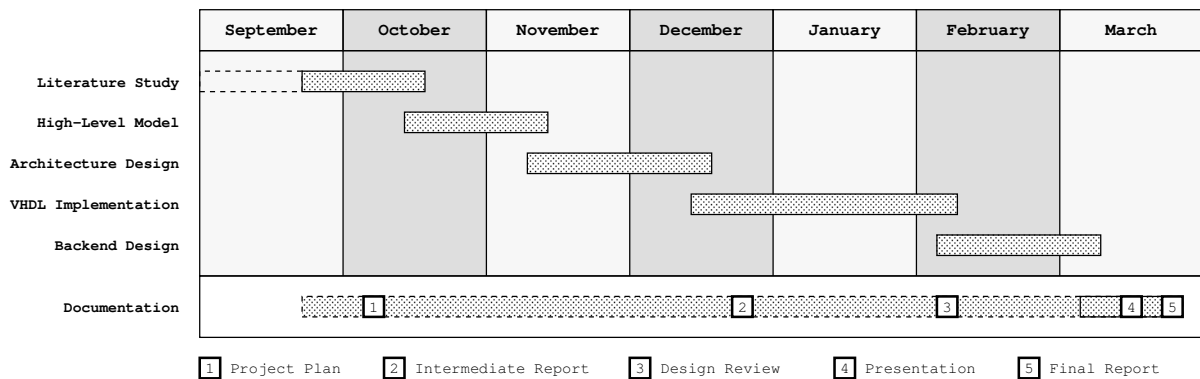 September October November December January February March
Literature Study
High-Level Model
Architecture Design
VHDL Implementation
Backend Design
Documentation 1 2 3 4 5
1 Project Plan 2 Intermediate Report 3 Design Review 4 Presentation 5 Final Report